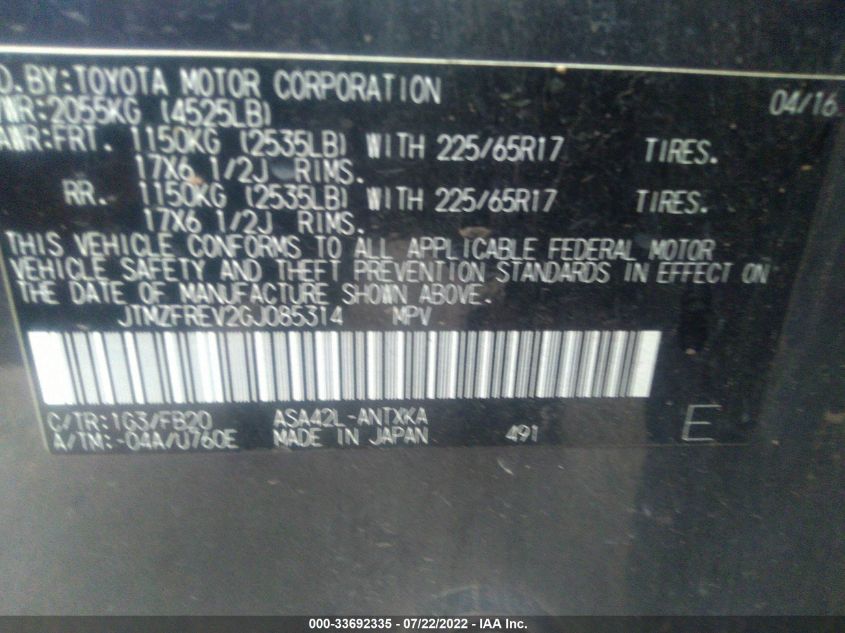 D. BY: TOYOTA MOTOR CORPORATION 04/16
WR: 2055KG (4525LB)
AWR: FRT. 1150KG (2535LB) WITH 225/65R17 TIRES.
17X6 1/2J RIMS.
RR. 1150KG (2535LB) WITH 225/65R17 TIRES.
17X6 1/2J RIMS.
THIS VEHICLE CONFORMS TO ALL APPLICABLE FEDERAL MOTOR
VEHICLE SAFETY AND THEFT PREVENTION STANDARDS IN EFFECT ON
THE DATE OF MANUFACTURE SHOWN ABOVE.
JTMZFREV2GJ085314 MPV
C/TR: 1G3/FB20 ASA42L-ANTXKA
A/TM: -04A/U760E MADE IN JAPAN 491 E
000-33692335 - 07/22/2022 - IAA Inc.